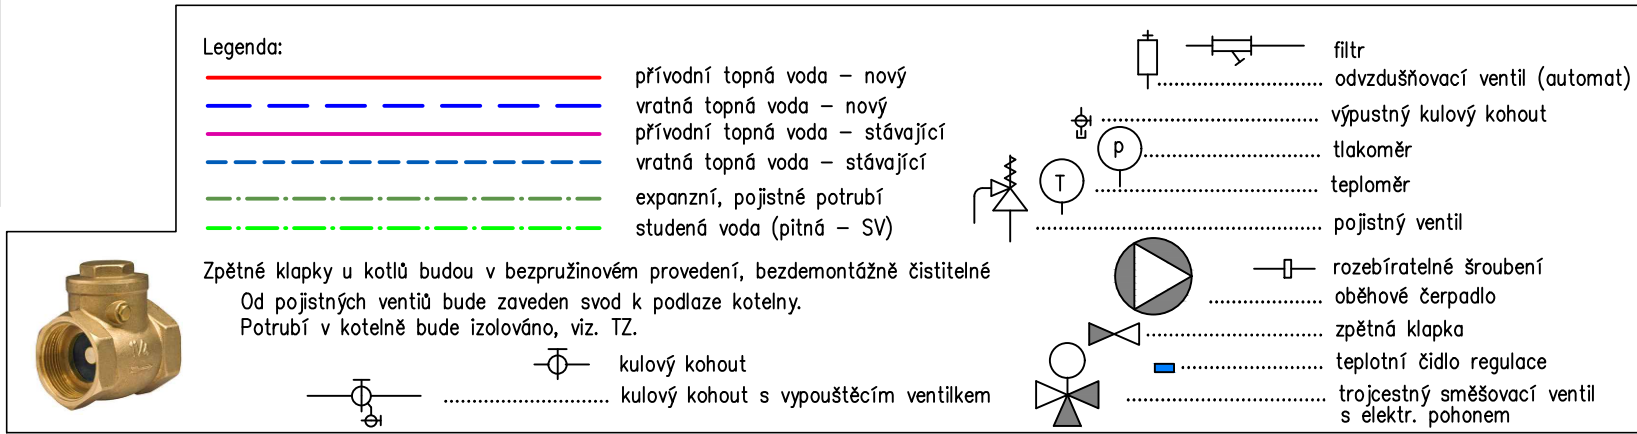 Legenda:
přívodní topná voda – nový
vratná topná voda – nový
přívodní topná voda – stávající
vratná topná voda – stávající
expanzní, pojistné potrubí
studená voda (pitná – SV)
Zpětné klapky u kotlů budou v bezpružinovém provedení, bezdemontážně čistitelné
Od pojistných ventiů bude zaveden svod k podlaze kotelny.
Potrubí v kotelně bude izolováno, viz. TZ.
kulový kohout
kulový kohout s vypouštěcím ventilkem
filtr
odvzdušňovací ventil (automat)
výpustný kulový kohout
p
tlakoměr
T
teploměr
pojistný ventil
rozebíratelné šroubení
oběhové čerpadlo
zpětná klapka
teplotní čidlo regulace
trojcestný směšovací ventil
s elektr. pohonem